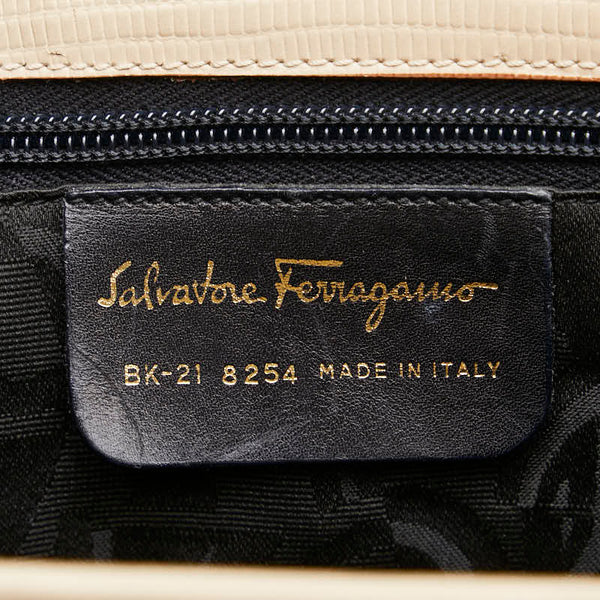 Salvatore Ferragamo
BK-21 8254 MADE IN ITALY